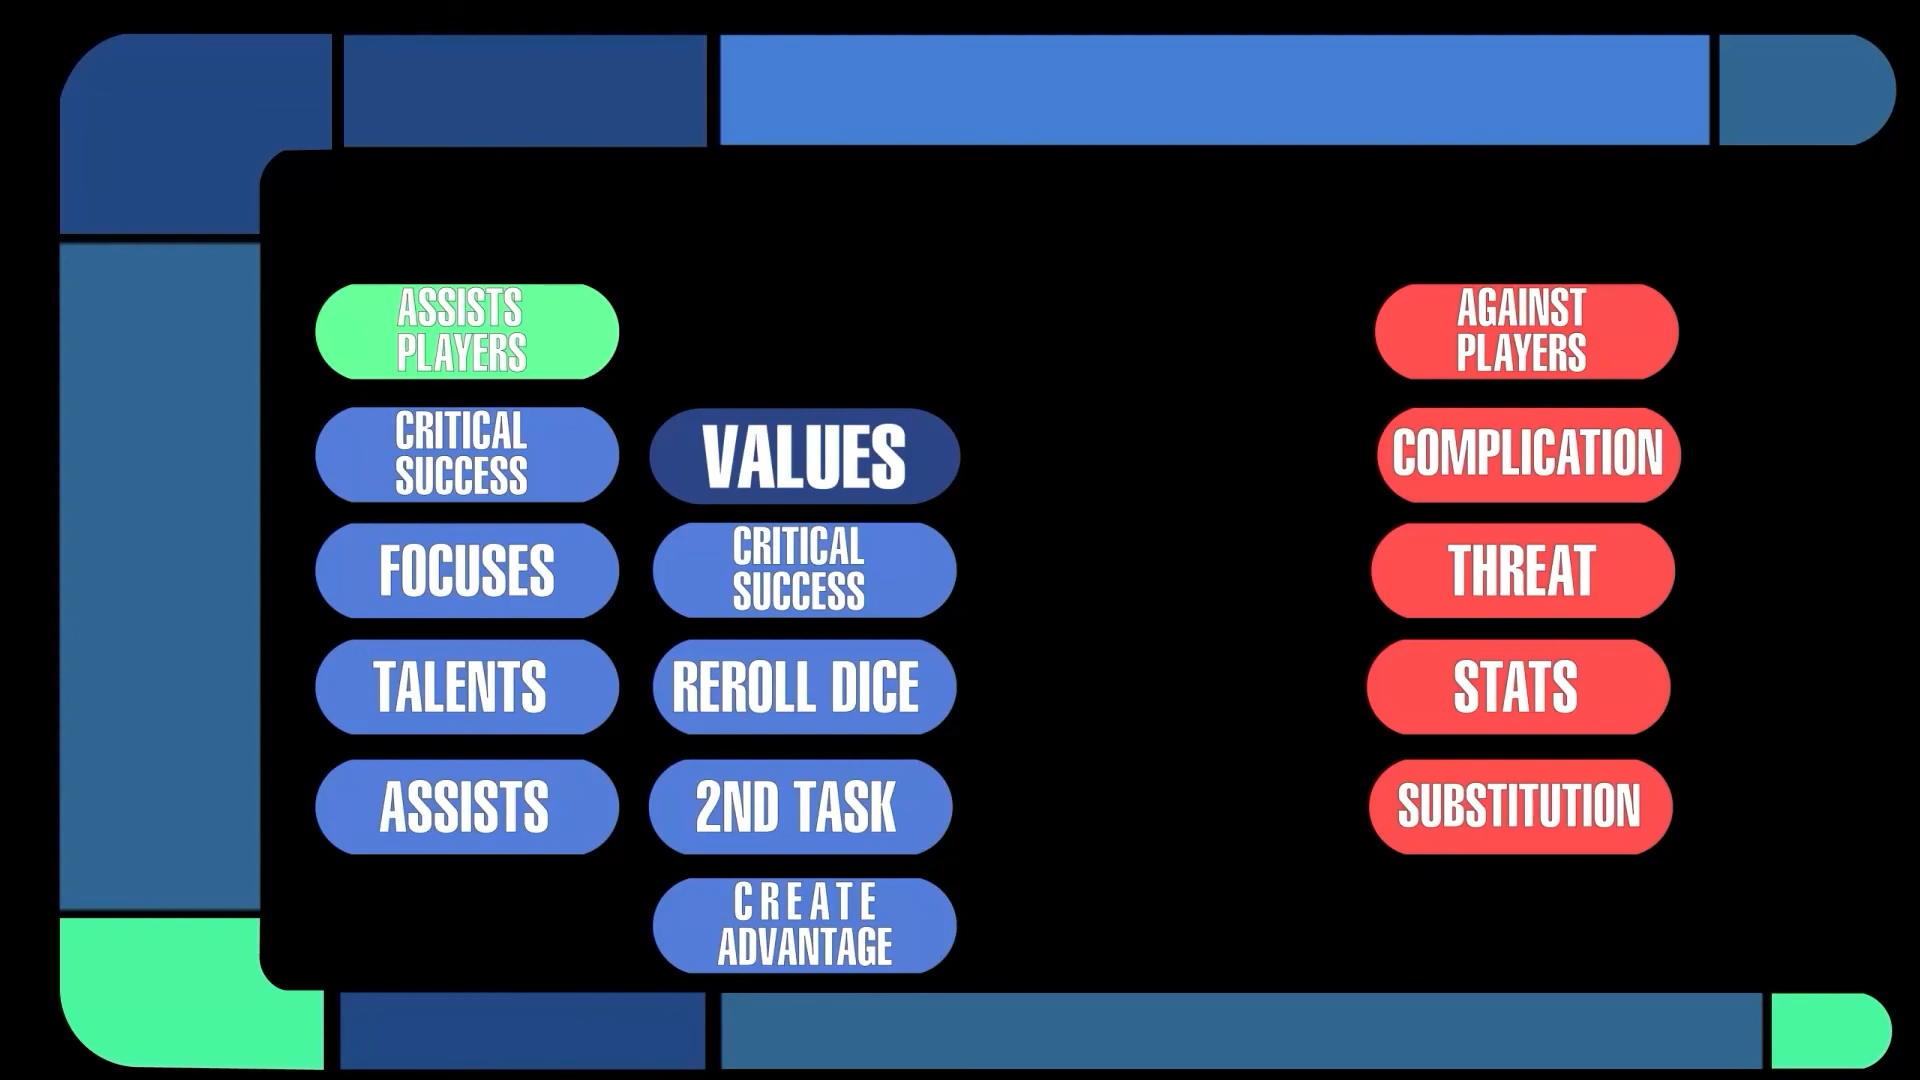 ASSISTS
PLAYERS
CRITICAL
SUCCESS
FOCUSES
TALENTS
ASSISTS
VALUES
CRITICAL
SUCCESS
REROLL DICE
2ND TASK
CREATE
ADVANTAGE
AGAINST
PLAYERS
COMPLICATION
THREAT
STATS
SUBSTITUTION